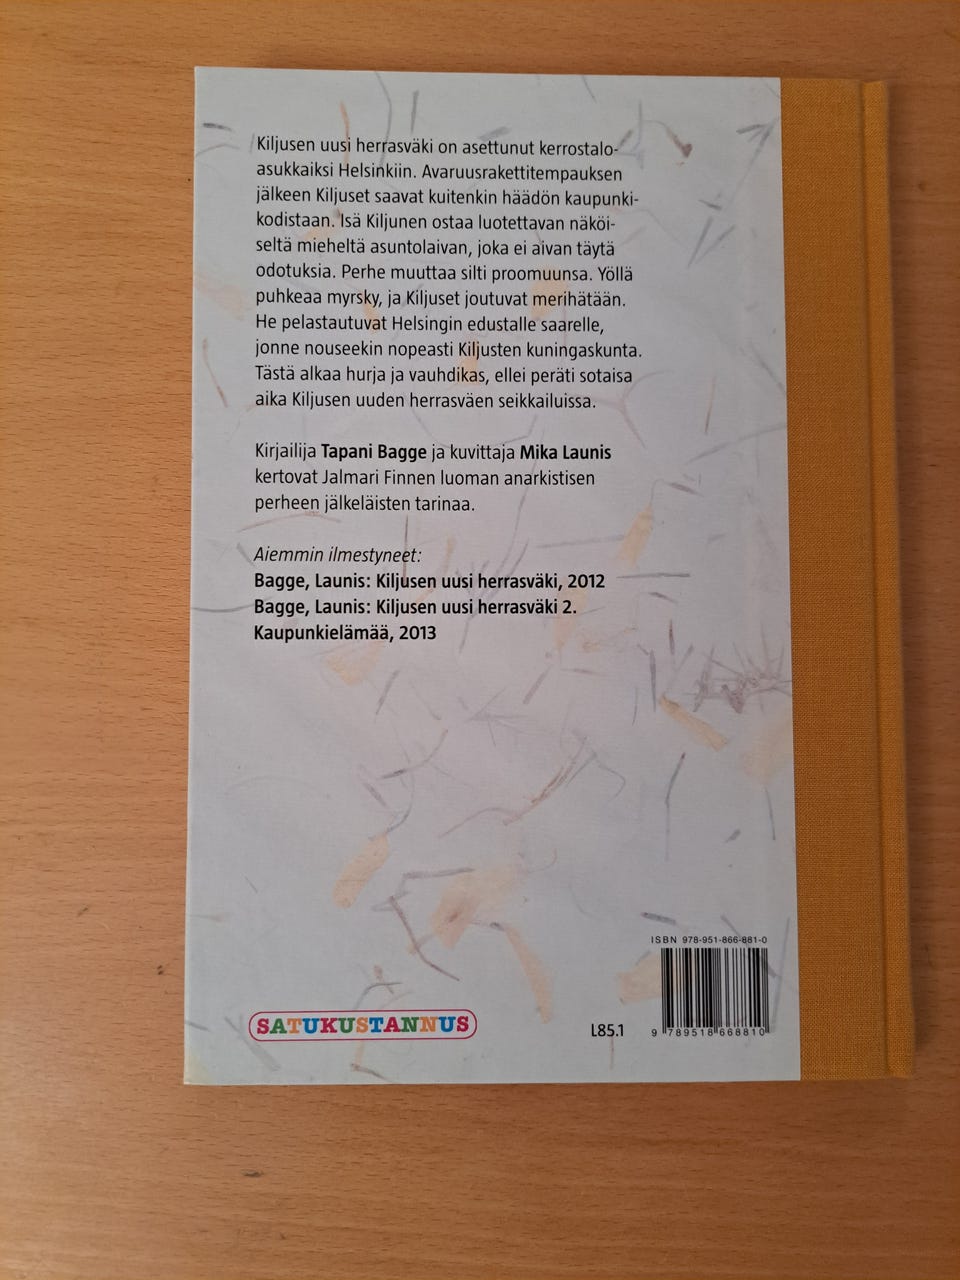 Kiljusen uusi herrasväki on asettunut kerrostalo-
asukkaiksi Helsinkiin. Avaruusrakettitempauksen
jälkeen Kiljuset saavat kuitenkin häädön kaupunki-
kodistaan. Isä Kiljunen ostaa luotettavan näköi-
seltä mieheltä asuntolaivan, joka ei aivan täytä
odotuksia. Perhe muuttaa silti proomuunsa. Yöllä
puhkeaa myrsky, ja Kiljuset joutuvat merihätään.
He pelastautuvat Helsingin edustalle saarelle,
jonne nouseekin nopeasti Kiljusten kuningaskunta.
Tästä alkaa hurja ja vauhdikas, ellei peräti sotaisa
aika Kiljusen uuden herrasväen seikkailuissa.
Kirjailija Tapani Bagge ja kuvittaja Mika Launis
kertovat Jalmari Finnen luoman anarkistisen
perheen jälkeläisten tarinaa.
Aiemmin ilmestyneet:
Bagge, Launis: Kiljusen uusi herrasväki, 2012
Bagge, Launis: Kiljusen uusi herrasväki 2.
Kaupunkielämää, 2013
ISBN 978-951-866-881-0
SATUKUSTANNUS
L85.1
9 789518 668810